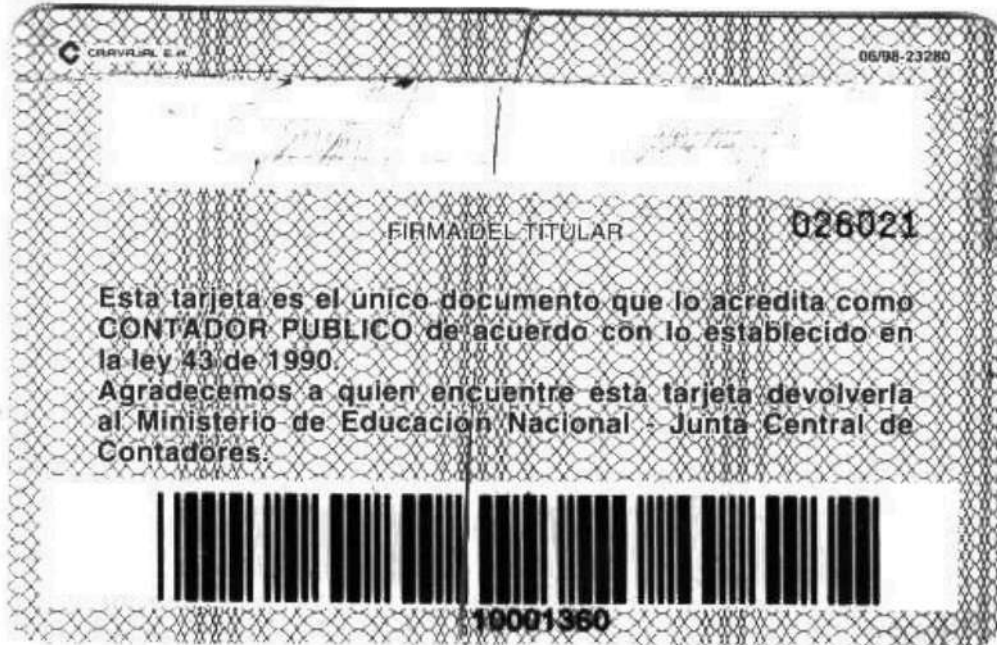 CARVAJAL S.A. 06/98-23280
FIRMA DEL TITULAR 026021
Esta tarjeta es el único documento que lo acredita como
CONTADOR PUBLICO de acuerdo con lo establecido en
la ley 43 de 1990.
Agradecemos a quien encuentre esta tarjeta devolverla
al Ministerio de Educación Nacional - Junta Central de
Contadores.
10001360